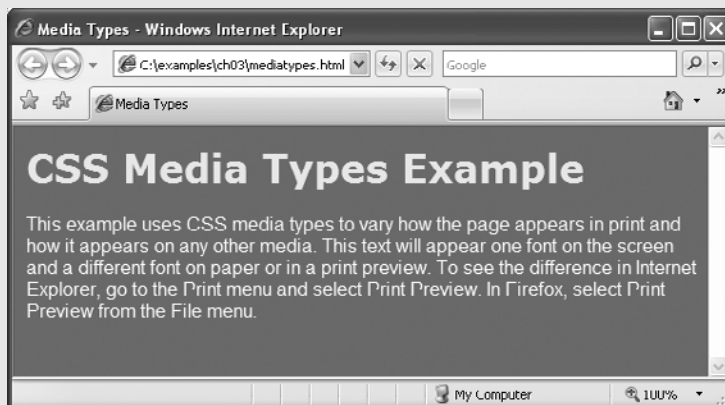 Media Types - Windows Internet Explorer
C:\examples\ch03\mediatypes.html
Google
Media Types
CSS Media Types Example
This example uses CSS media types to vary how the page appears in print and
how it appears on any other media. This text will appear one font on the screen
and a different font on paper or in a print preview. To see the difference in Internet
Explorer, go to the Print menu and select Print Preview. In Firefox, select Print
Preview from the File menu.
My Computer
100%